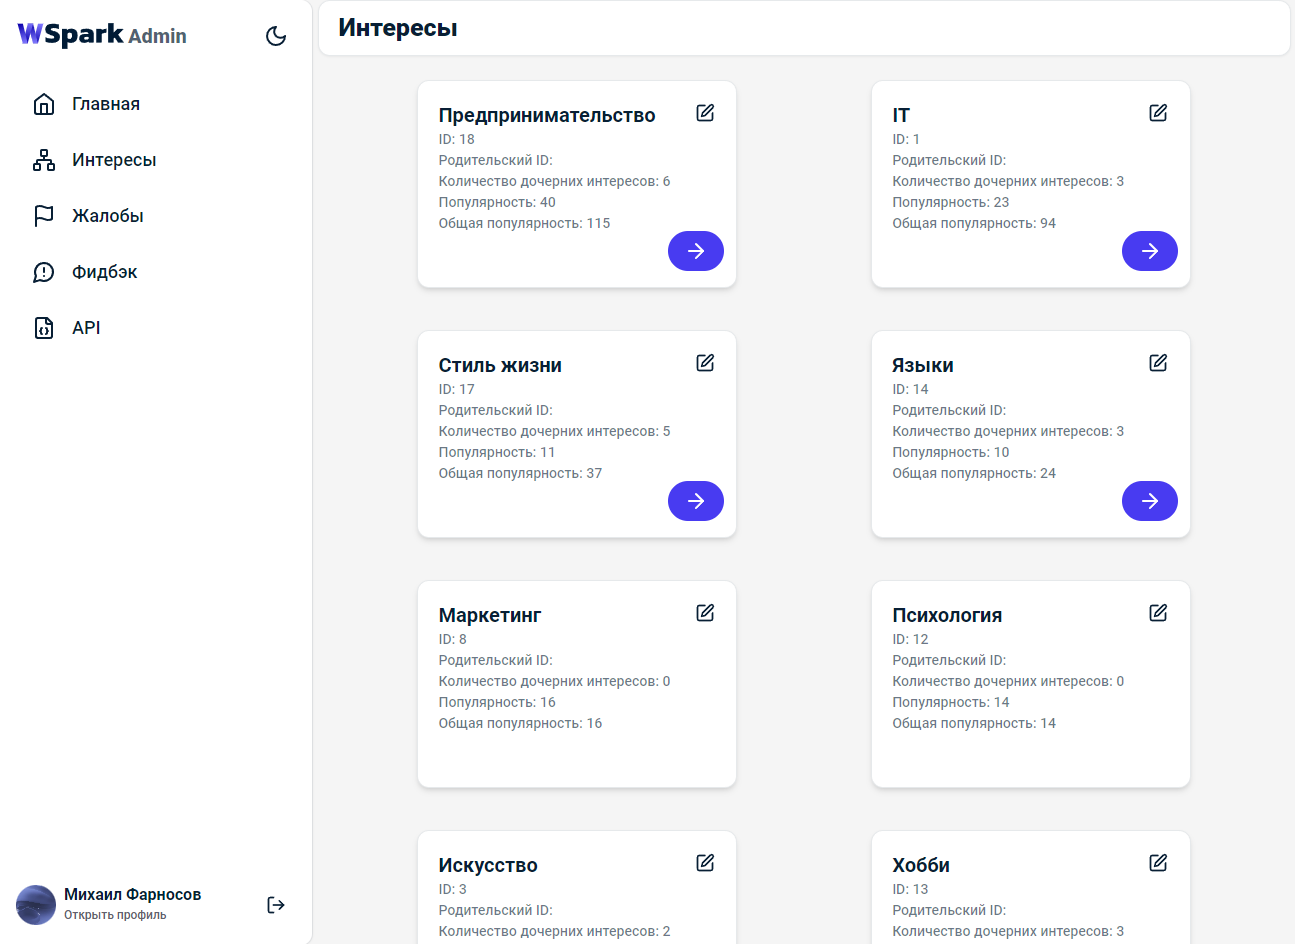 WSpark Admin
Главная
Интересы
Жалобы
Фидбэк
API
Михаил Фарносов
Открыть профиль
Интересы
Предпринимательство
ID: 18
Родительский ID:
Количество дочерних интересов: 6
Популярность: 40
Общая популярность: 115
IT
ID: 1
Родительский ID:
Количество дочерних интересов: 3
Популярность: 23
Общая популярность: 94
Стиль жизни
ID: 17
Родительский ID:
Количество дочерних интересов: 5
Популярность: 11
Общая популярность: 37
Языки
ID: 14
Родительский ID:
Количество дочерних интересов: 3
Популярность: 10
Общая популярность: 24
Маркетинг
ID: 8
Родительский ID:
Количество дочерних интересов: 0
Популярность: 16
Общая популярность: 16
Психология
ID: 12
Родительский ID:
Количество дочерних интересов: 0
Популярность: 14
Общая популярность: 14
Искусство
ID: 3
Родительский ID:
Количество дочерних интересов: 2
Хобби
ID: 13
Родительский ID:
Количество дочерних интересов: 3